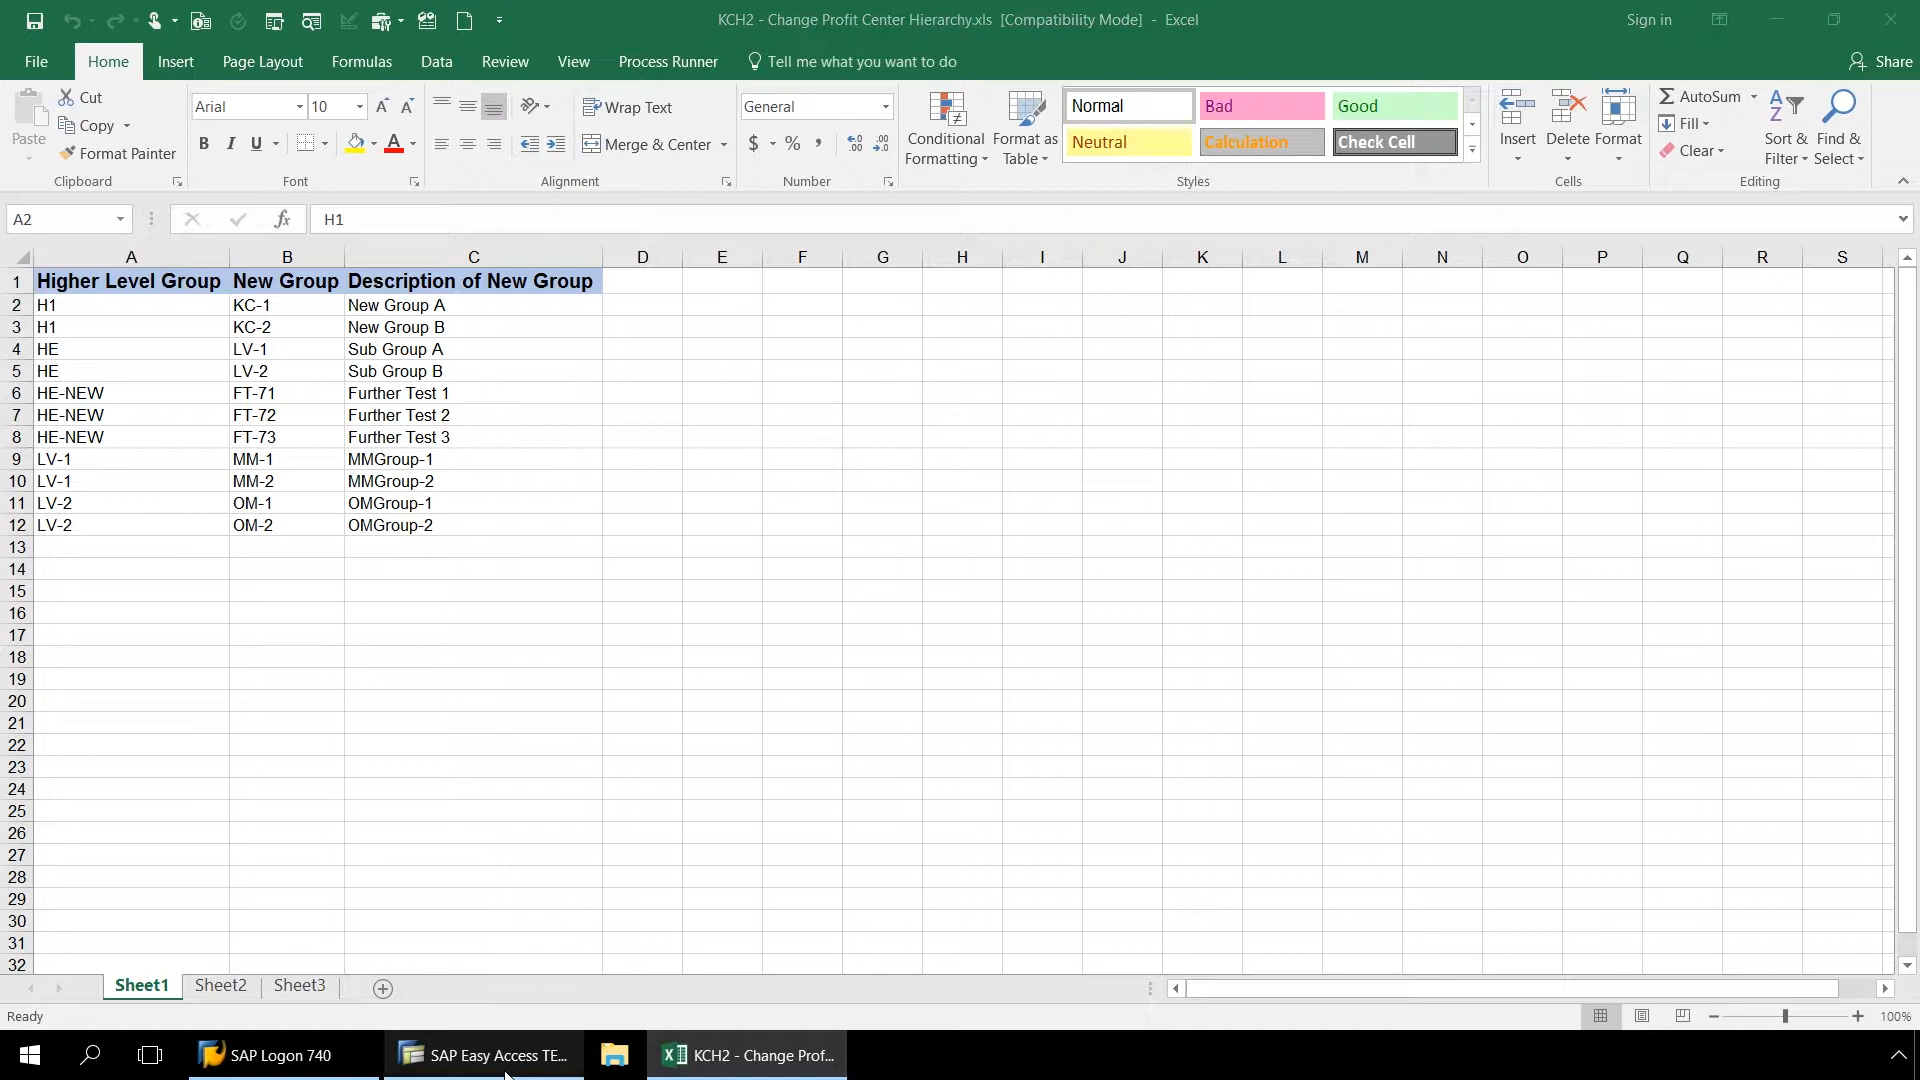 KCH2 - Change Profit Center Hierarchy.xls [Compatibility Mode] - Excel
Sign in
File Home Insert Page Layout Formulas Data Review View Process Runner Tell me what you want to do Share
Paste
Cut
Copy
Format Painter
Clipboard
Arial 10
B I U
Font
Wrap Text
Merge & Center
Alignment
General
$ % ,
Number
Conditional Formatting
Format as Table
Normal Bad Good
Neutral Calculation Check Cell
Styles
Insert Delete Format
Cells
AutoSum
Fill
Clear
Sort & Filter
Find & Select
Editing
A2 fx H1
A B C D E F G H I J K L M N O P Q R S
1 Higher Level Group New Group Description of New Group
2 H1 KC-1 New Group A
3 H1 KC-2 New Group B
4 HE LV-1 Sub Group A
5 HE LV-2 Sub Group B
6 HE-NEW FT-71 Further Test 1
7 HE-NEW FT-72 Further Test 2
8 HE-NEW FT-73 Further Test 3
9 LV-1 MM-1 MMGroup-1
10 LV-1 MM-2 MMGroup-2
11 LV-2 OM-1 OMGroup-1
12 LV-2 OM-2 OMGroup-2
13
14
15
16
17
18
19
20
21
22
23
24
25
26
27
28
29
30
31
32
Sheet1 Sheet2 Sheet3
Ready 100%
SAP Logon 740 SAP Easy Access TE... KCH2 - Change Prof...